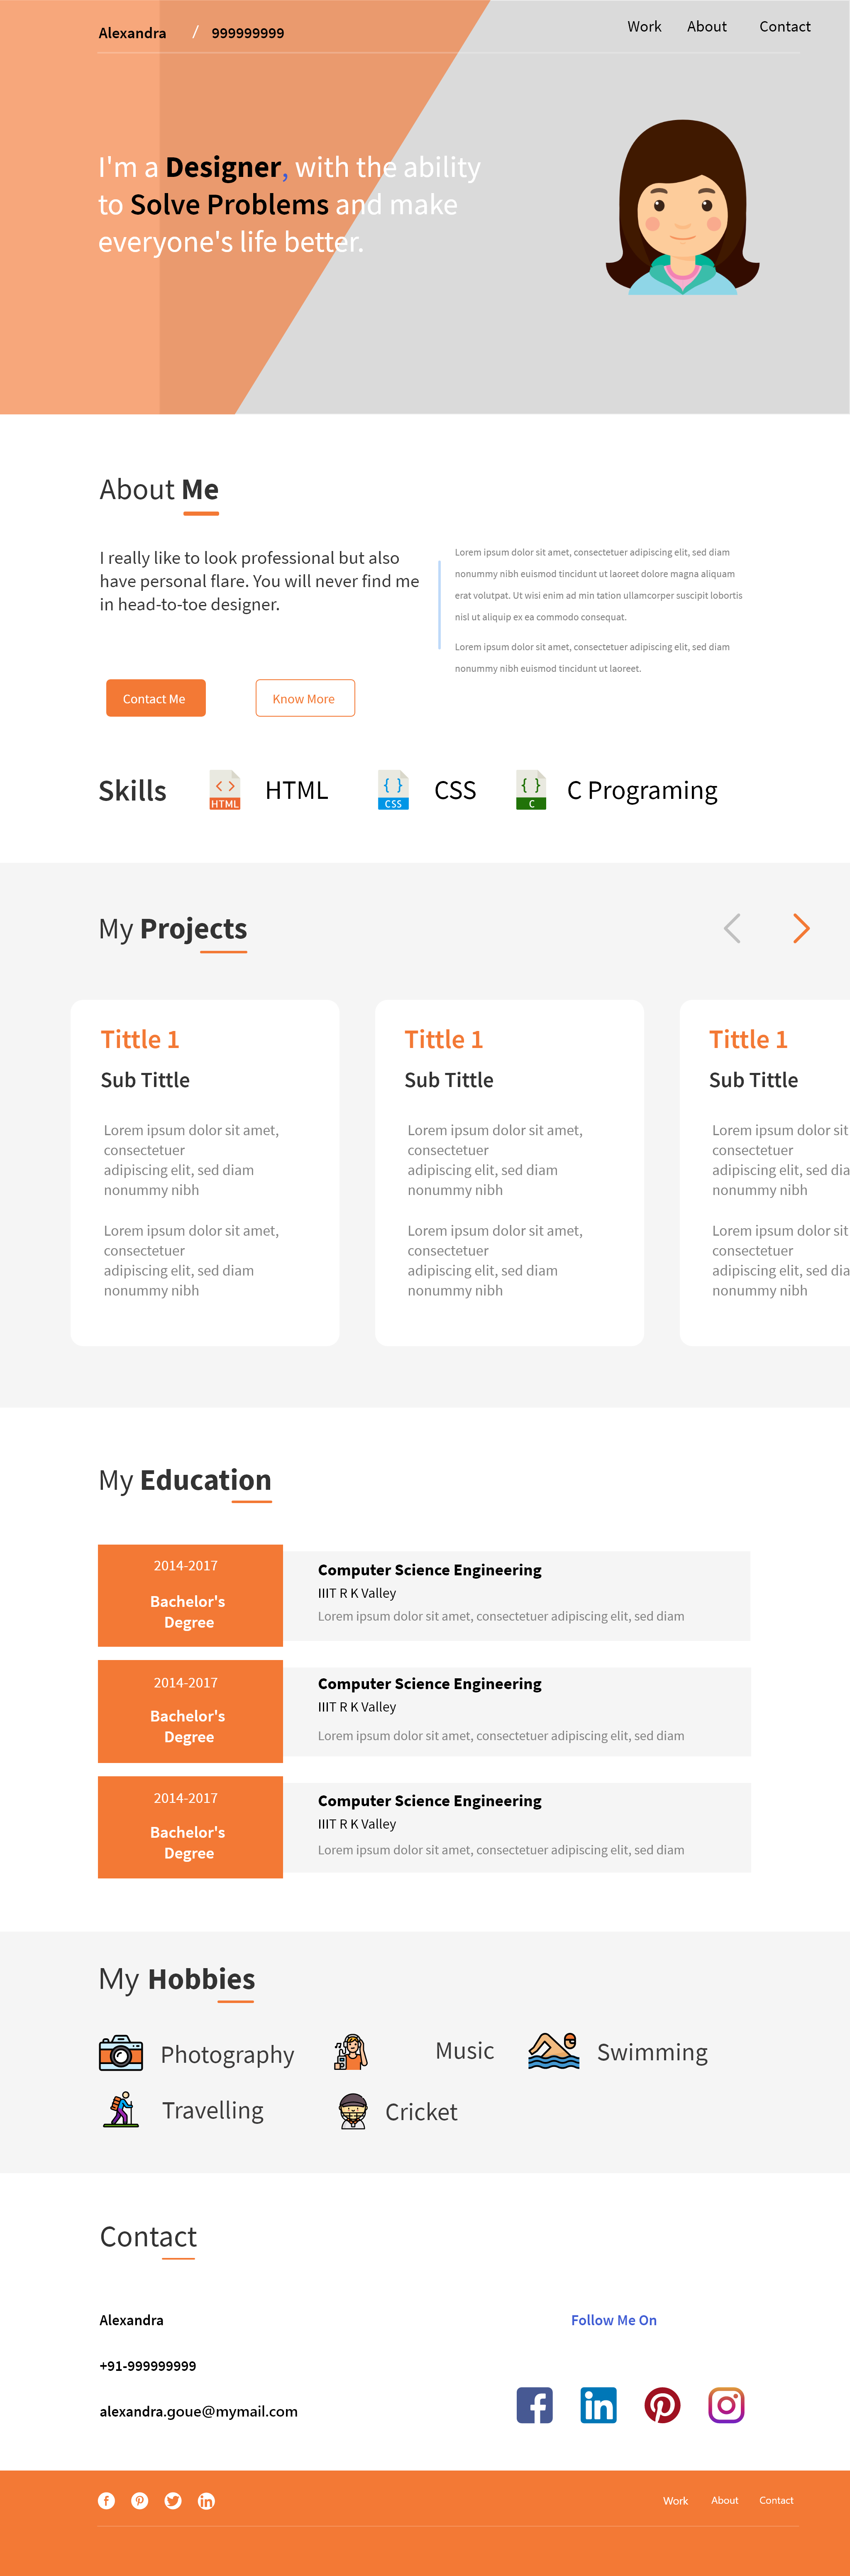 Alexandra / 999999999
Work About Contact
I'm a Designer, with the ability
to Solve Problems and make
everyone's life better.
About Me
I really like to look professional but also
have personal flare. You will never find me
in head-to-toe designer.
Lorem ipsum dolor sit amet, consectetuer adipiscing elit, sed diam
nonummy nibh euismod tincidunt ut laoreet dolore magna aliquam
erat volutpat. Ut wisi enim ad min tation ullamcorper suscipit lobortis
nisl ut aliquip ex ea commodo consequat.
Lorem ipsum dolor sit amet, consectetuer adipiscing elit, sed diam
nonummy nibh euismod tincidunt ut laoreet.
Contact Me
Know More
Skills
HTML
HTML
CSS
CSS
C
C Programing
My Projects
Tittle 1
Sub Tittle
Lorem ipsum dolor sit amet,
consectetuer
adipiscing elit, sed diam
nonummy nibh
Lorem ipsum dolor sit amet,
consectetuer
adipiscing elit, sed diam
nonummy nibh
Tittle 1
Sub Tittle
Lorem ipsum dolor sit amet,
consectetuer
adipiscing elit, sed diam
nonummy nibh
Lorem ipsum dolor sit amet,
consectetuer
adipiscing elit, sed diam
nonummy nibh
Tittle 1
Sub Tittle
Lorem ipsum dolor sit
consectetuer
adipiscing elit, sed dia
nonummy nibh
Lorem ipsum dolor sit
consectetuer
adipiscing elit, sed dia
nonummy nibh
My Education
2014-2017
Bachelor's
Degree
Computer Science Engineering
IIIT R K Valley
Lorem ipsum dolor sit amet, consectetuer adipiscing elit, sed diam
2014-2017
Bachelor's
Degree
Computer Science Engineering
IIIT R K Valley
Lorem ipsum dolor sit amet, consectetuer adipiscing elit, sed diam
2014-2017
Bachelor's
Degree
Computer Science Engineering
IIIT R K Valley
Lorem ipsum dolor sit amet, consectetuer adipiscing elit, sed diam
My Hobbies
Photography
Music
Swimming
Travelling
Cricket
Contact
Alexandra
+91-999999999
alexandra.goue@mymail.com
Follow Me On
Work About Contact